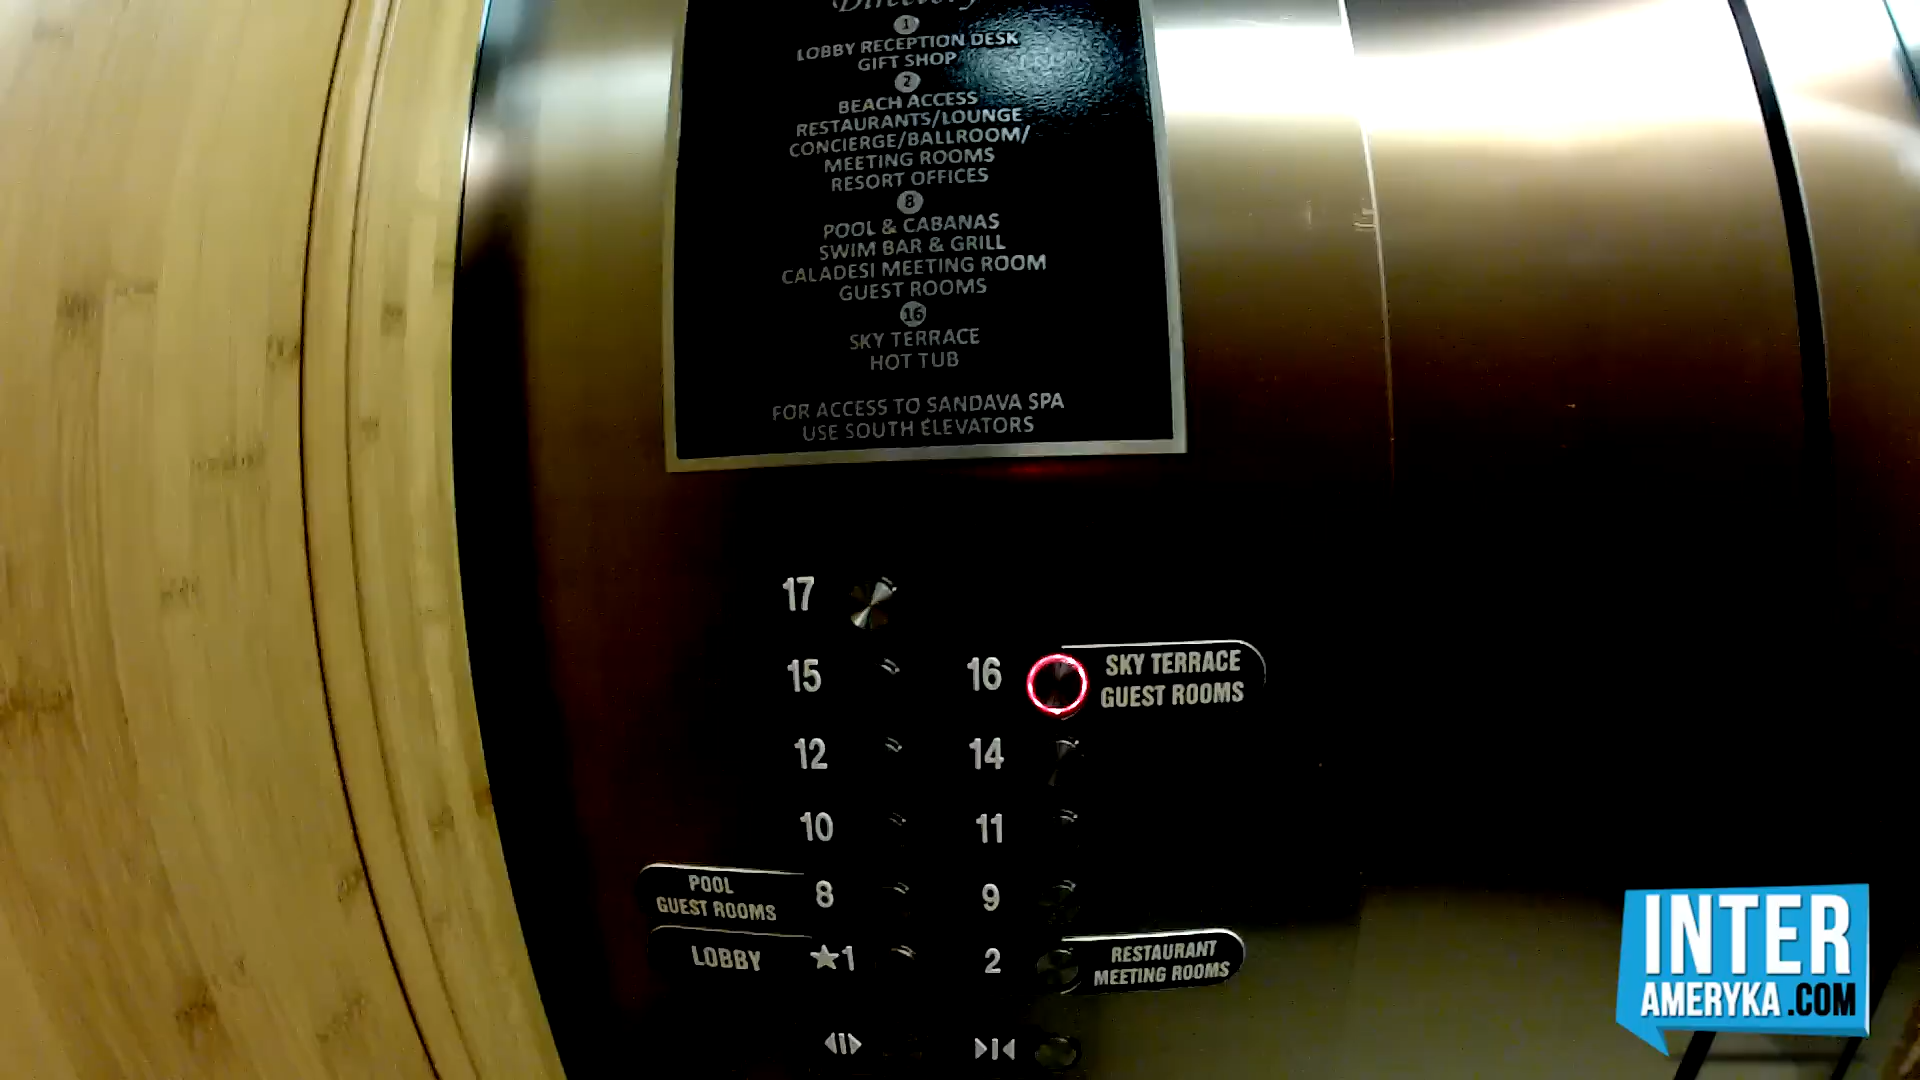 Directory
1
LOBBY RECEPTION DESK
GIFT SHOP
2
BEACH ACCESS
RESTAURANTS/LOUNGE
CONCIERGE/BALLROOM/
MEETING ROOMS
RESORT OFFICES
8
POOL & CABANAS
SWIM BAR & GRILL
CALADESI MEETING ROOM
GUEST ROOMS
16
SKY TERRACE
HOT TUB
FOR ACCESS TO SANDAVA SPA
USE SOUTH ELEVATORS
17
15
16
SKY TERRACE
GUEST ROOMS
12
14
10
11
POOL
GUEST ROOMS
8
9
LOBBY
★1
2
RESTAURANT
MEETING ROOMS
INTER
AMERYKA.COM